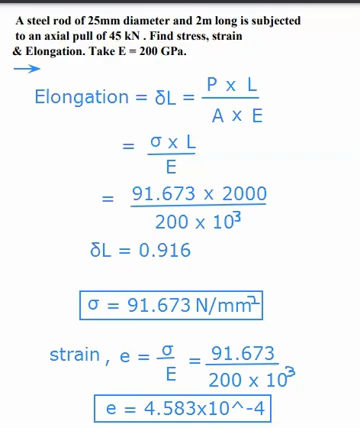 A steel rod of 25mm diameter and 2m long is subjected
to an axial pull of 45 kN . Find stress, strain
& Elongation. Take E = 200 GPa.
Elongation = δL = P x L / A x E
= σ x L / E
= 91.673 x 2000 / 200 x 10³
δL = 0.916
σ = 91.673 N/mm²
strain , e = σ / E = 91.673 / 200 x 10³
e = 4.583x10^-4